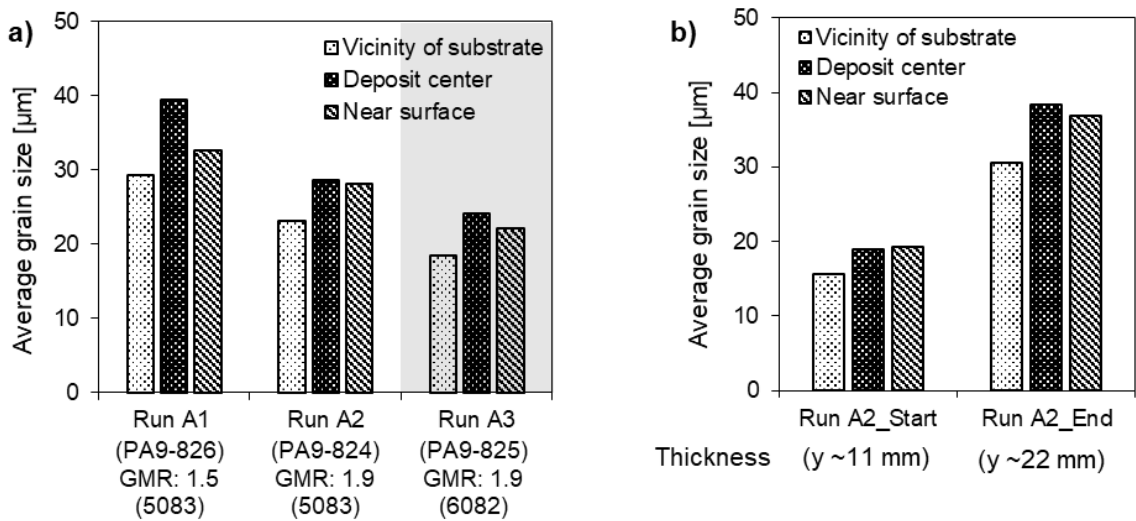 a)
Average grain size [µm]
50
40
30
20
10
0
Vicinity of substrate
Deposit center
Near surface
Run A1
(PA9-826)
GMR: 1.5
(5083)
Run A2
(PA9-824)
GMR: 1.9
(5083)
Run A3
(PA9-825)
GMR: 1.9
(6082)
b)
Average grain size [µm]
50
40
30
20
10
0
Vicinity of substrate
Deposit center
Near surface
Run A2_Start
Run A2_End
Thickness
(y ~11 mm)
(y ~22 mm)